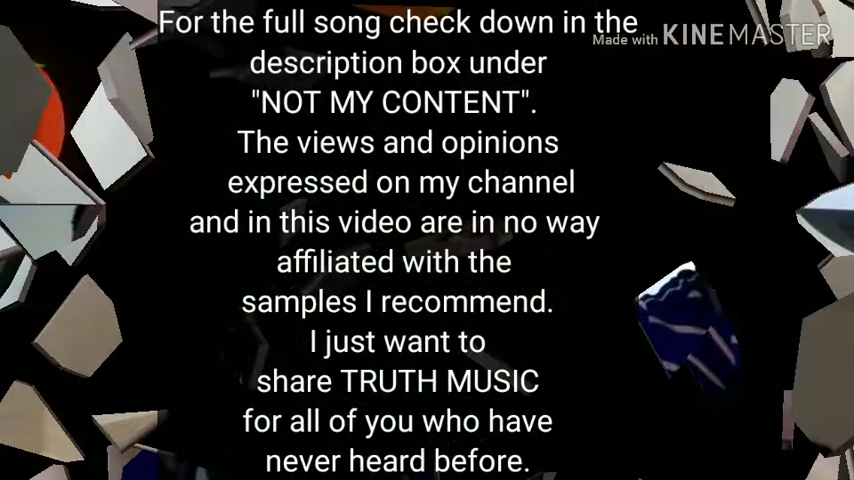 For the full song check down in the
Made with KINEMASTER
description box under
"NOT MY CONTENT".
The views and opinions
expressed on my channel
and in this video are in no way
affiliated with the
samples I recommend.
I just want to
share TRUTH MUSIC
for all of you who have
never heard before.